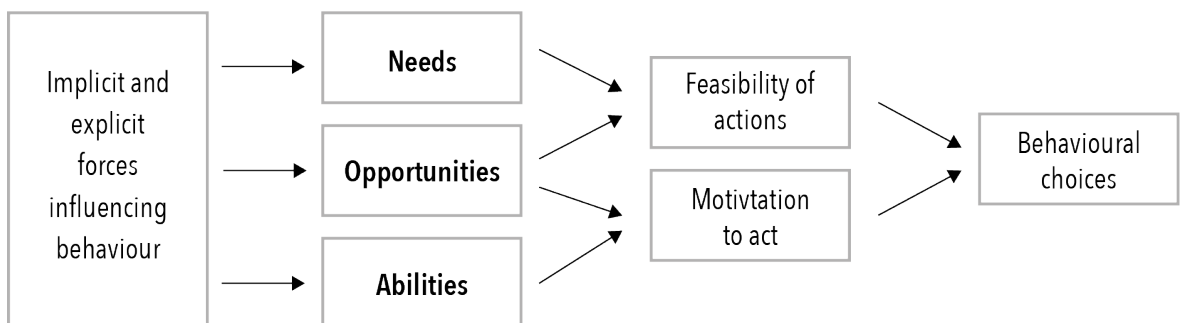 Implicit and
explicit
forces
influencing
behaviour
Needs
Opportunities
Abilities
Feasibility of
actions
Motivtation
to act
Behavioural
choices